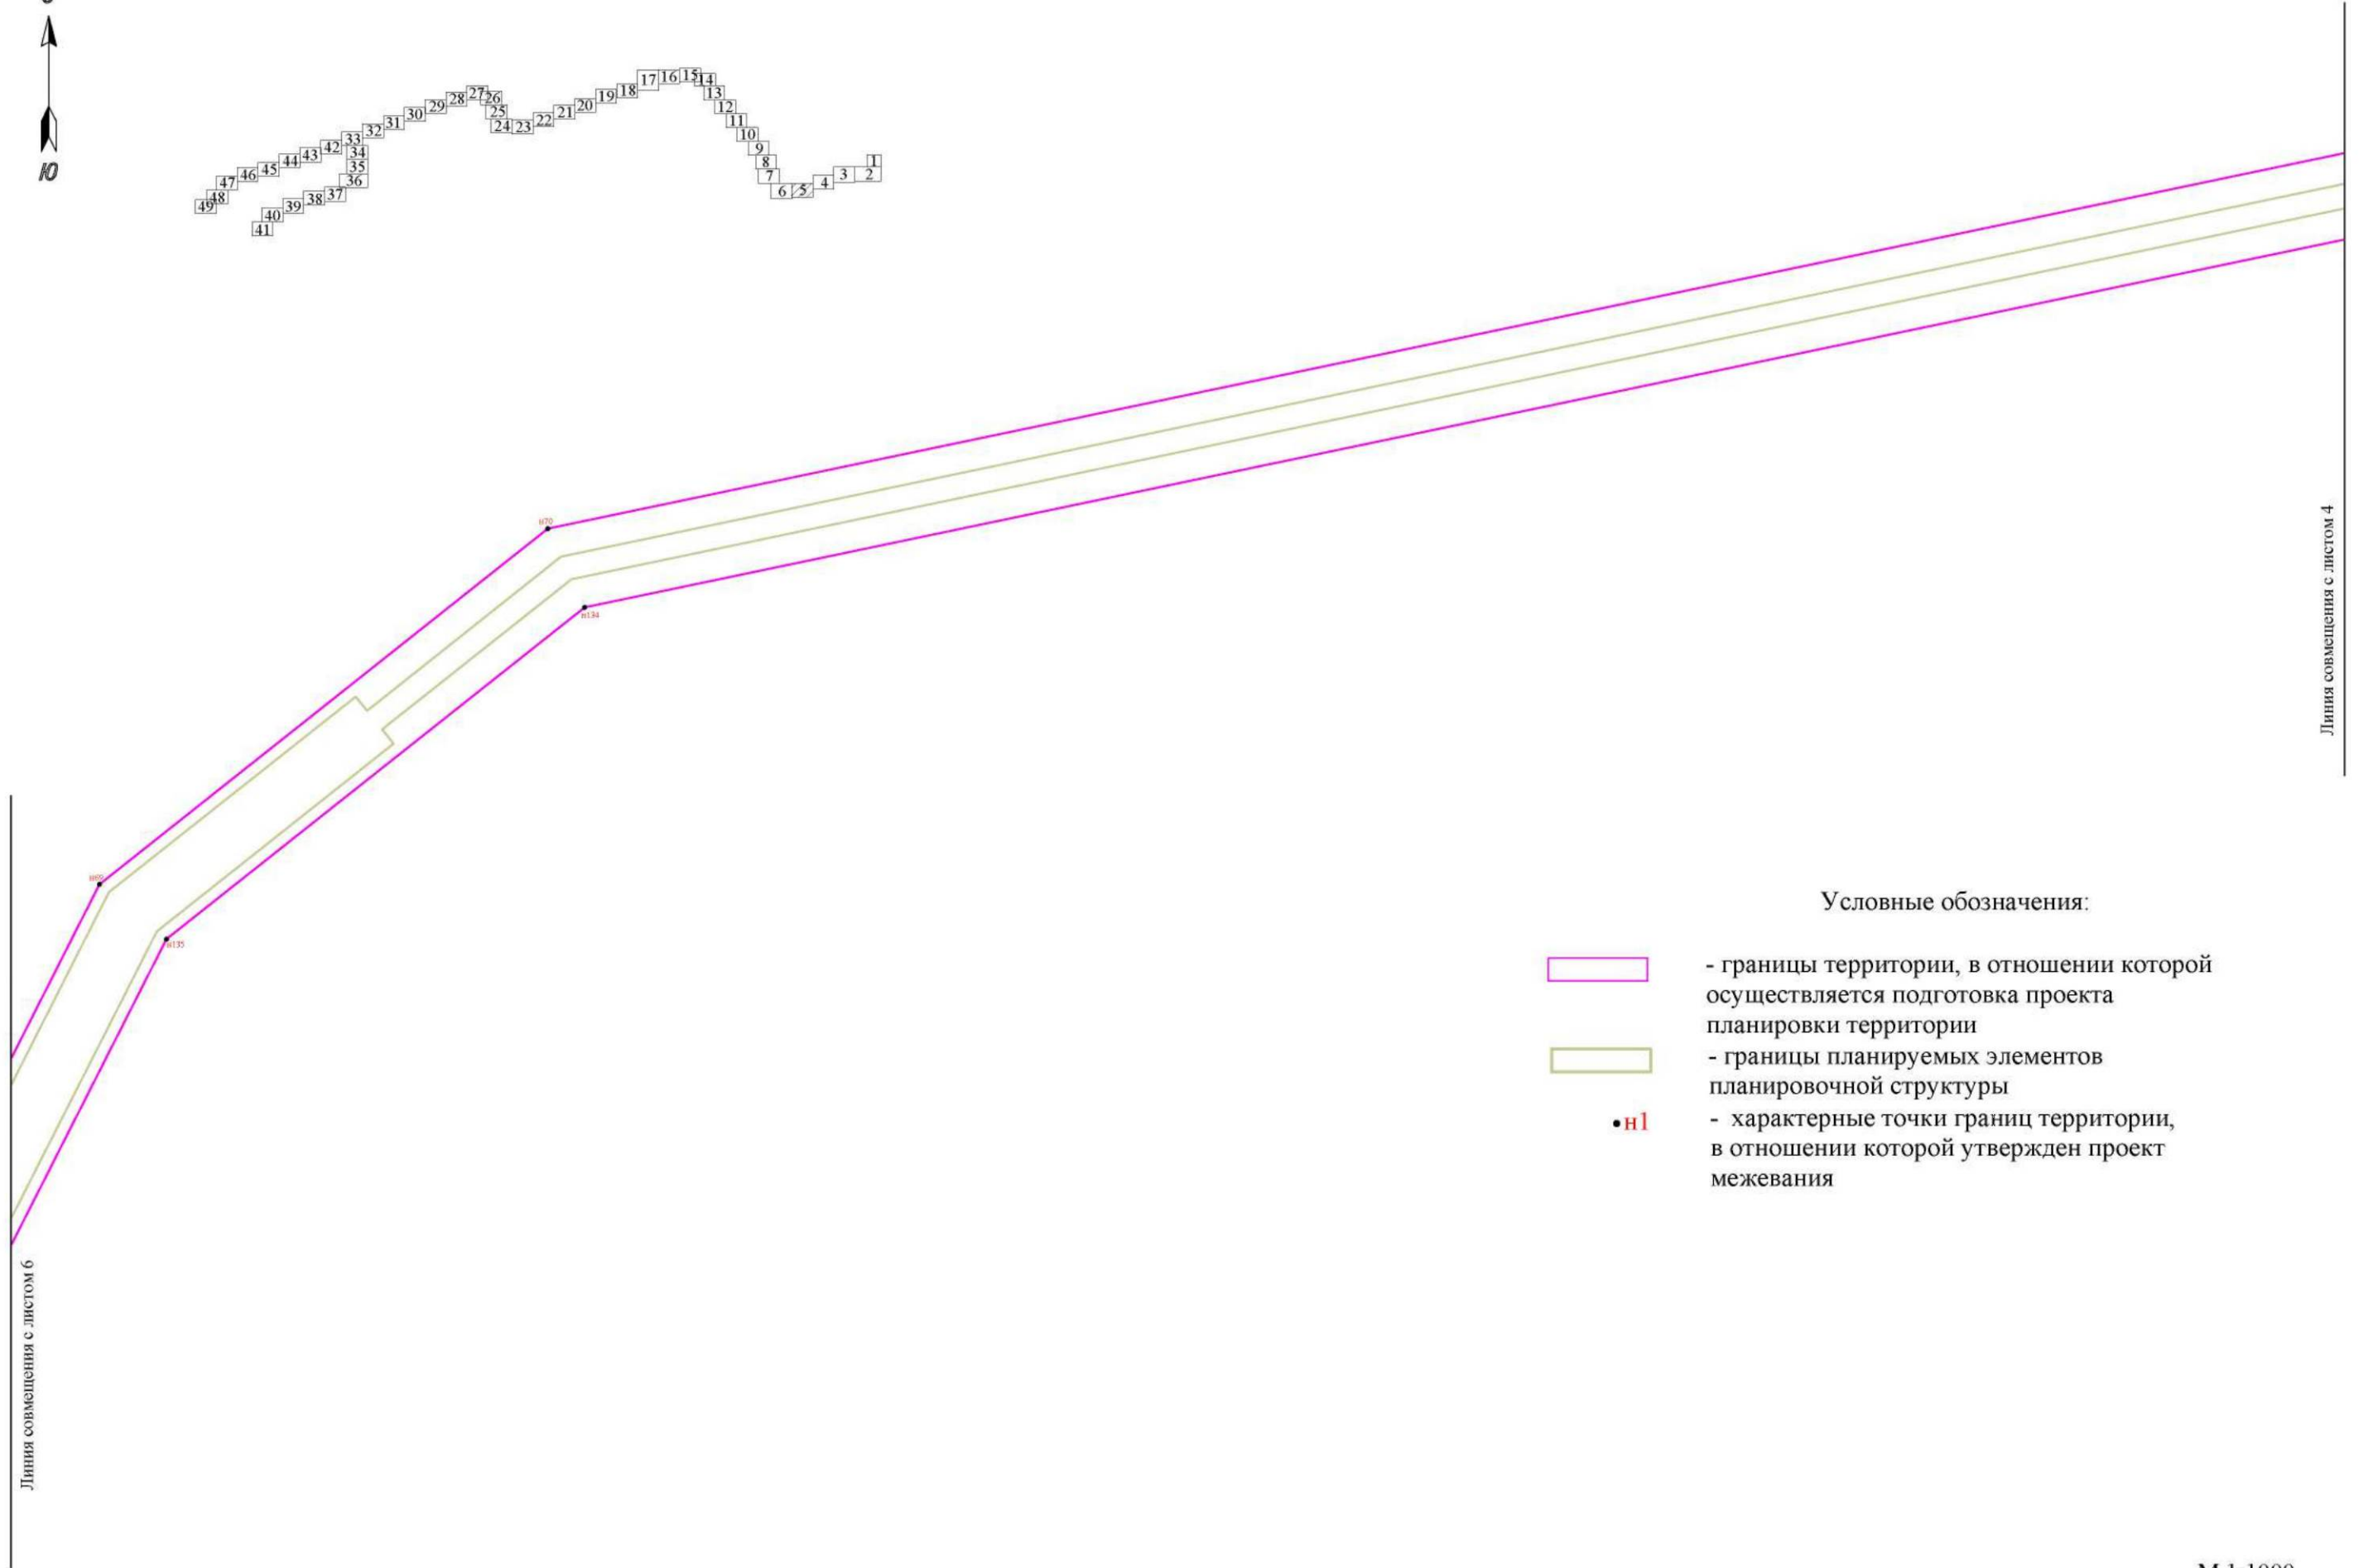 Ю
17 16 15 14
13
12
11
10
9
8
7
6 5 4 3 2
1
27 26
28
29
30
31
32
33
25
24 23 22 21 20 19 18
34
35
36
42
43
44
45
46
47
48
49
37
38
39
40
41
н70
н134
н69
н135
Линия совмещения с листом 4
Линия совмещения с листом 6
Условные обозначения:
- границы территории, в отношении которой
осуществляется подготовка проекта
планировки территории
- границы планируемых элементов
планировочной структуры
н1
- характерные точки границ территории,
в отношении которой утвержден проект
межевания